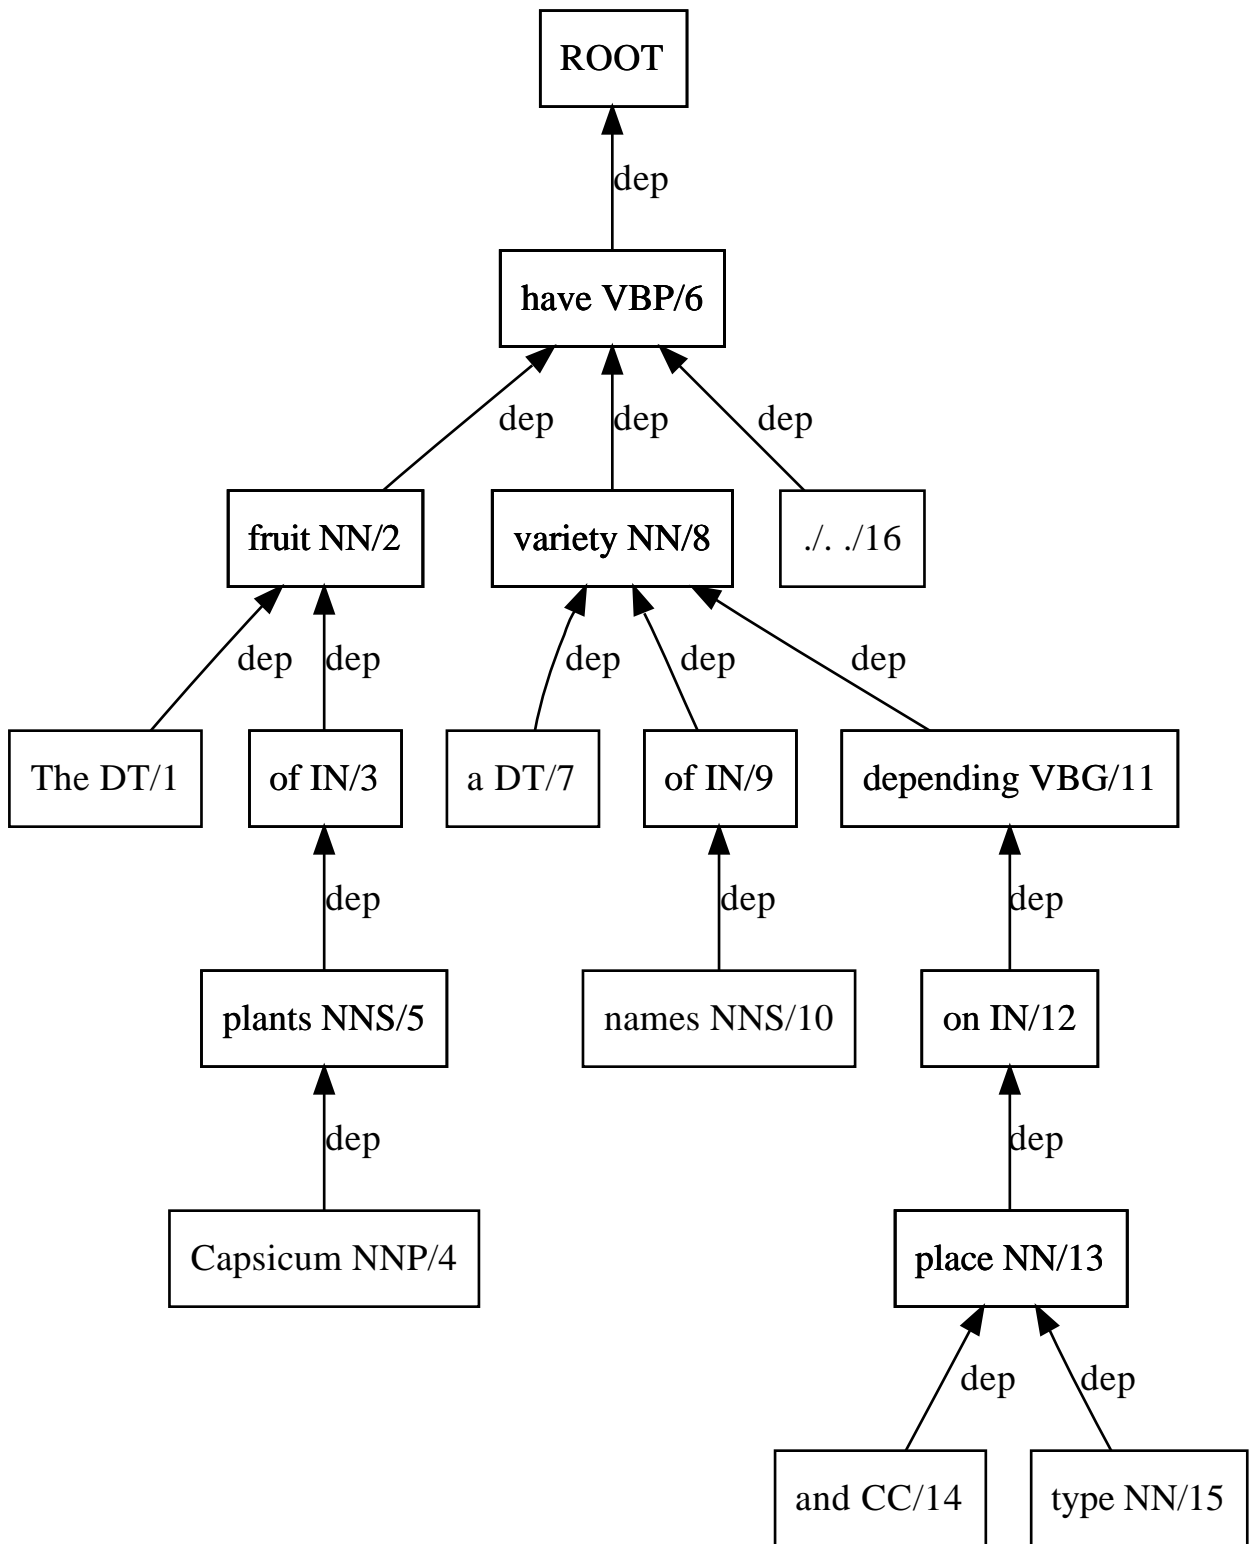 ROOT
dep
have VBP/6
dep dep dep
fruit NN/2 variety NN/8 ./. ./16
dep dep dep dep dep
The DT/1 of IN/3 a DT/7 of IN/9 depending VBG/11
dep dep dep
plants NNS/5 names NNS/10 on IN/12
dep dep
Capsicum NNP/4 place NN/13
dep dep
and CC/14 type NN/15